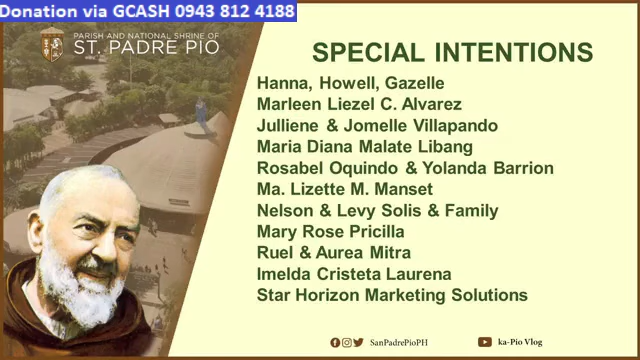 Donation via GCASH 0943 812 4188
PARISH AND NATIONAL SHRINE OF
ST. PADRE PIO
SPECIAL INTENTIONS
Hanna, Howell, Gazelle
Marleen Liezel C. Alvarez
Julliene & Jomelle Villapando
Maria Diana Malate Libang
Rosabel Oquindo & Yolanda Barrion
Ma. Lizette M. Manset
Nelson & Levy Solis & Family
Mary Rose Pricilla
Ruel & Aurea Mitra
Imelda Cristeta Laurena
Star Horizon Marketing Solutions
SanPadrePioPH
ka-Pio Vlog